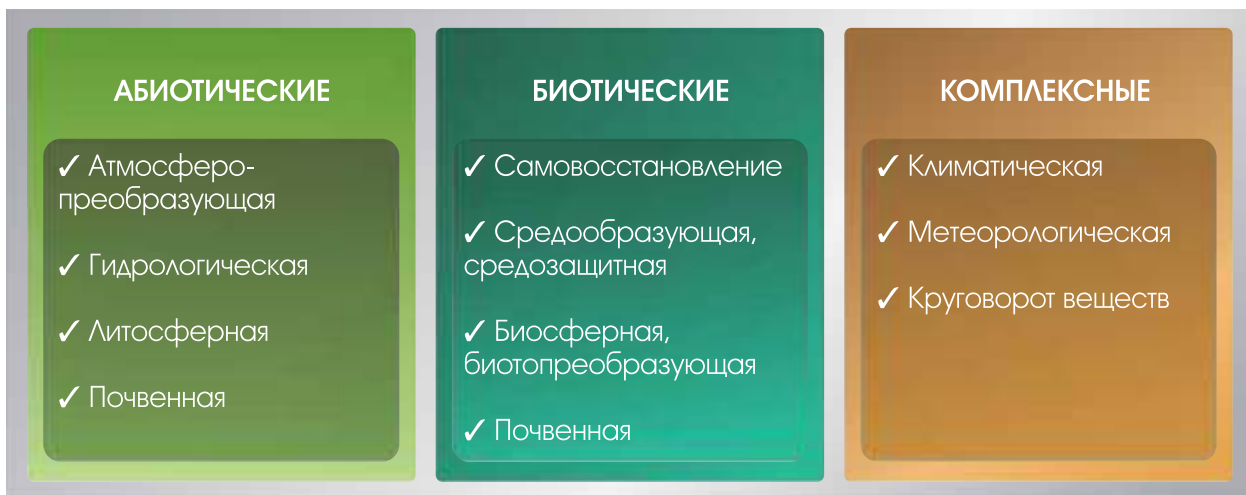 АБИОТИЧЕСКИЕ
✓ Атмосферо-
преобразующая
✓ Гидрологическая
✓ Литосферная
✓ Почвенная
БИОТИЧЕСКИЕ
✓ Самовосстановление
✓ Средообразующая,
средозащитная
✓ Биосферная,
биотопреобразующая
✓ Почвенная
КОМПЛЕКСНЫЕ
✓ Климатическая
✓ Метеорологическая
✓ Круговорот веществ